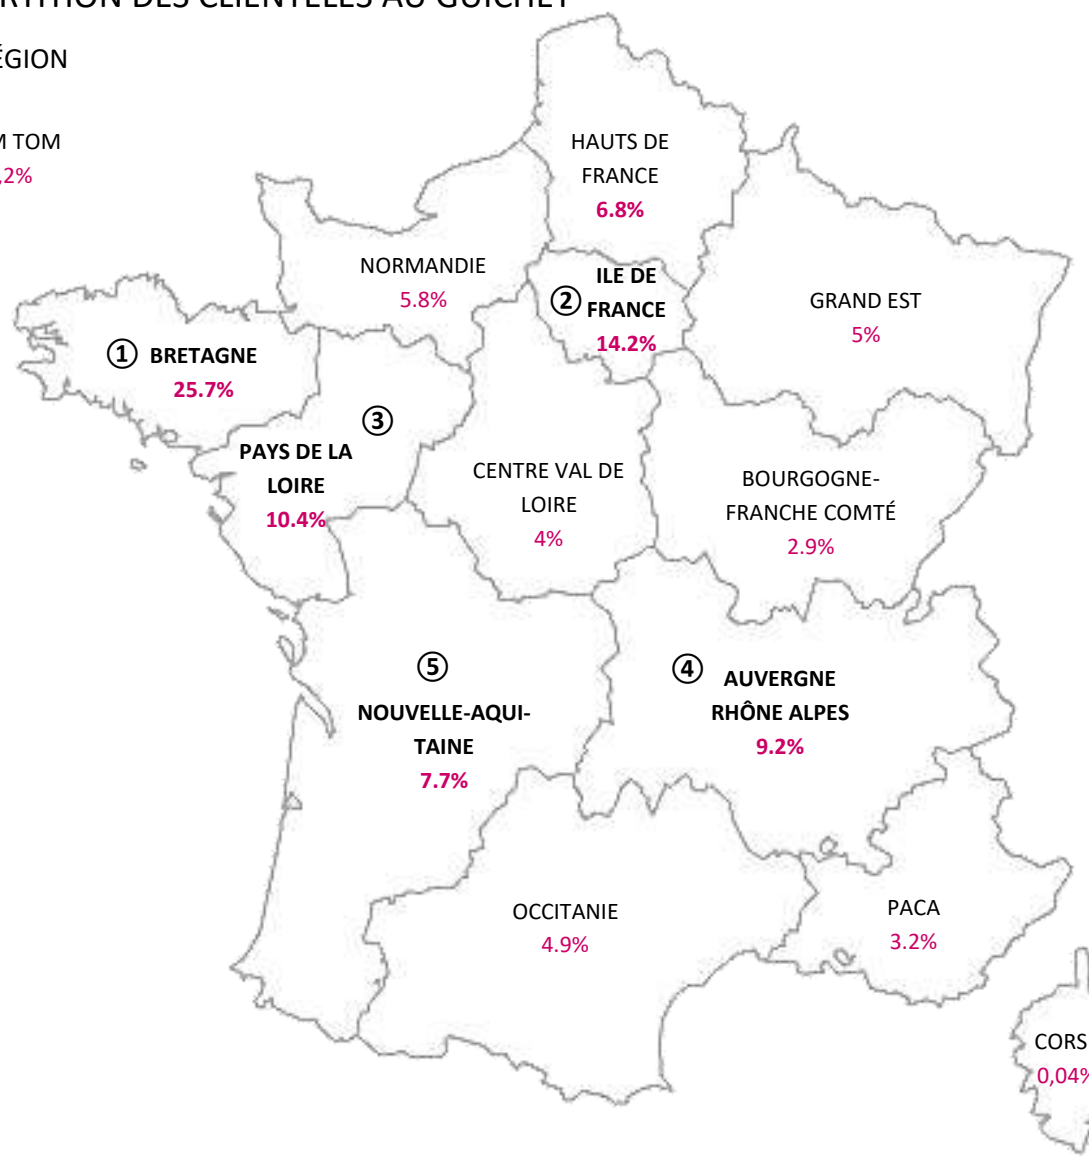 RTITION DES CLIENTÈLES AU GUICHET
ÉGION
M TOM
,2%
HAUTS DE
FRANCE
6.8%
NORMANDIE
5.8%
② ILE DE
FRANCE
14.2%
GRAND EST
5%
① BRETAGNE
25.7%
③
PAYS DE LA
LOIRE
10.4%
CENTRE VAL DE
LOIRE
4%
BOURGOGNE-
FRANCHE COMTÉ
2.9%
⑤
NOUVELLE-AQUI-
TAINE
7.7%
④ AUVERGNE
RHÔNE ALPES
9.2%
OCCITANIE
4.9%
PACA
3.2%
CORS
0,04%